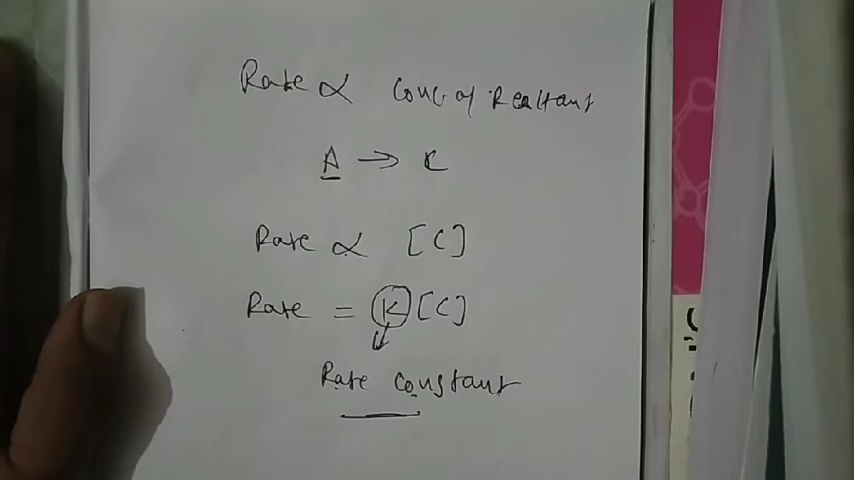 Rate ∝ Conc. of Reactant
A → C
Rate ∝ [C]
Rate = K [C]
Rate constant